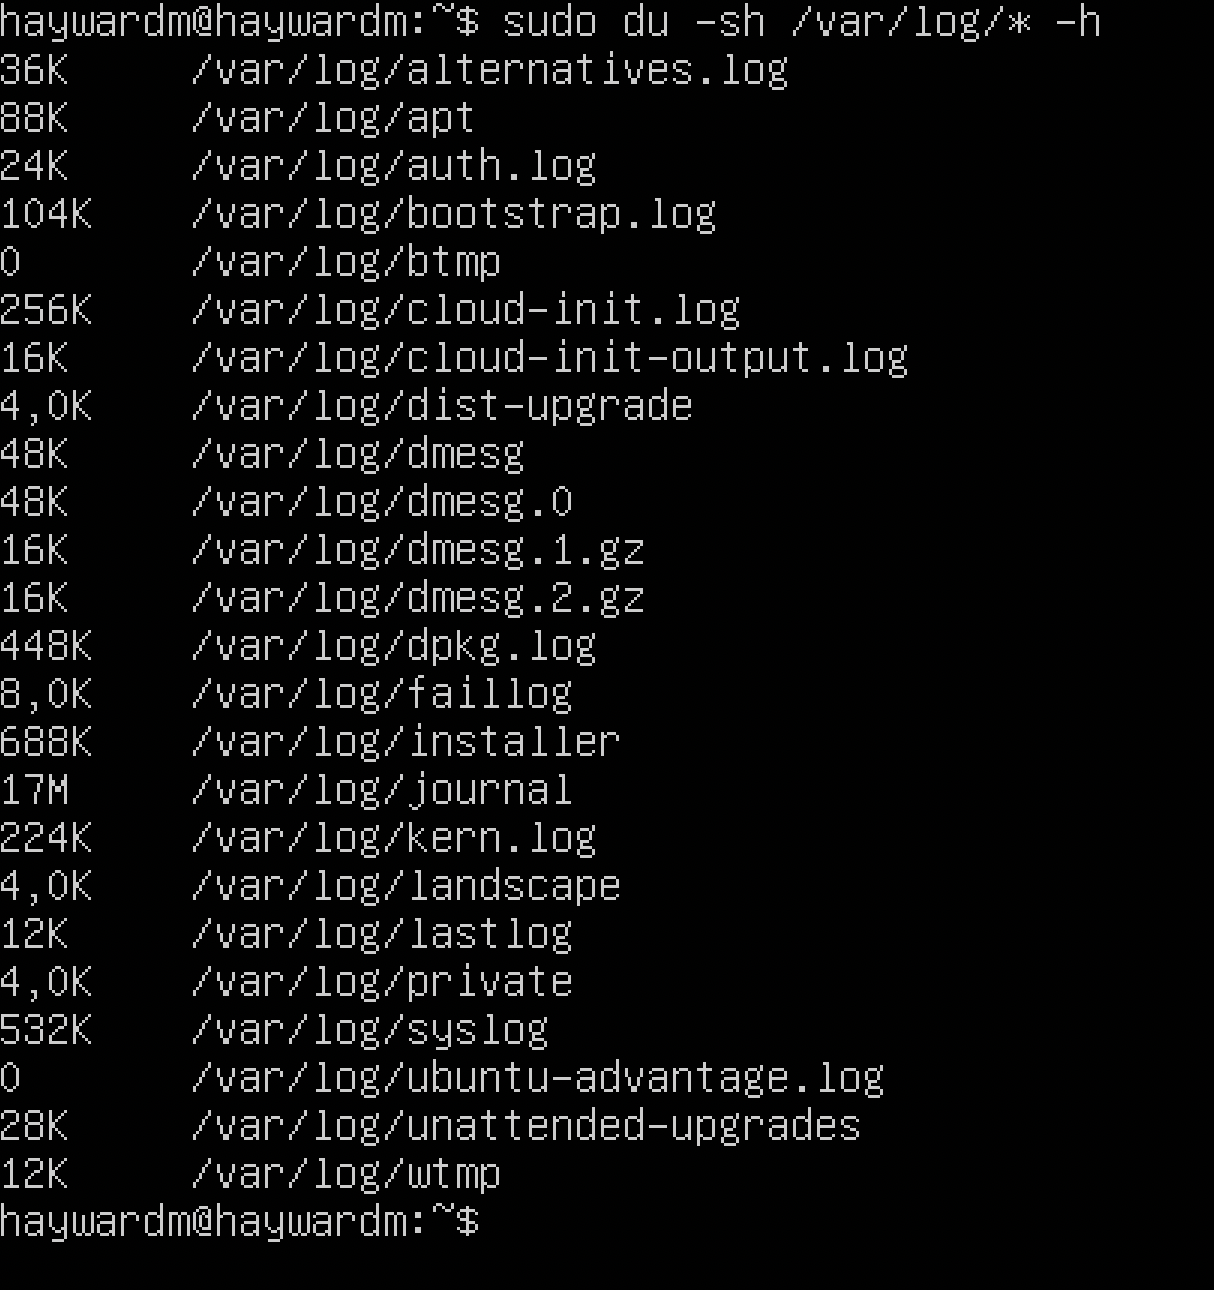 haywardm@haywardm:~$ sudo du -sh /var/log/* -h
36K /var/log/alternatives.log
88K /var/log/apt
24K /var/log/auth.log
104K /var/log/bootstrap.log
0 /var/log/btmp
256K /var/log/cloud-init.log
16K /var/log/cloud-init-output.log
4,0K /var/log/dist-upgrade
48K /var/log/dmesg
48K /var/log/dmesg.0
16K /var/log/dmesg.1.gz
16K /var/log/dmesg.2.gz
448K /var/log/dpkg.log
8,0K /var/log/faillog
688K /var/log/installer
17M /var/log/journal
224K /var/log/kern.log
4,0K /var/log/landscape
12K /var/log/lastlog
4,0K /var/log/private
532K /var/log/syslog
0 /var/log/ubuntu-advantage.log
28K /var/log/unattended-upgrades
12K /var/log/wtmp
haywardm@haywardm:~$